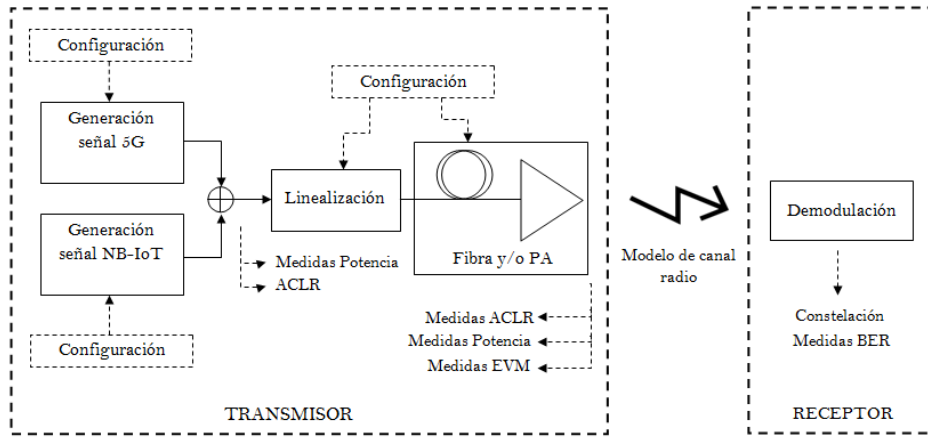 Configuración
Generación
señal 5G
Generación
señal NB-IoT
Configuración
Configuración
Linealización
Fibra y/o PA
Medidas Potencia
ACLR
Medidas ACLR
Medidas Potencia
Medidas EVM
TRANSMISOR
Modelo de canal
radio
Demodulación
Constelación
Medidas BER
RECEPTOR